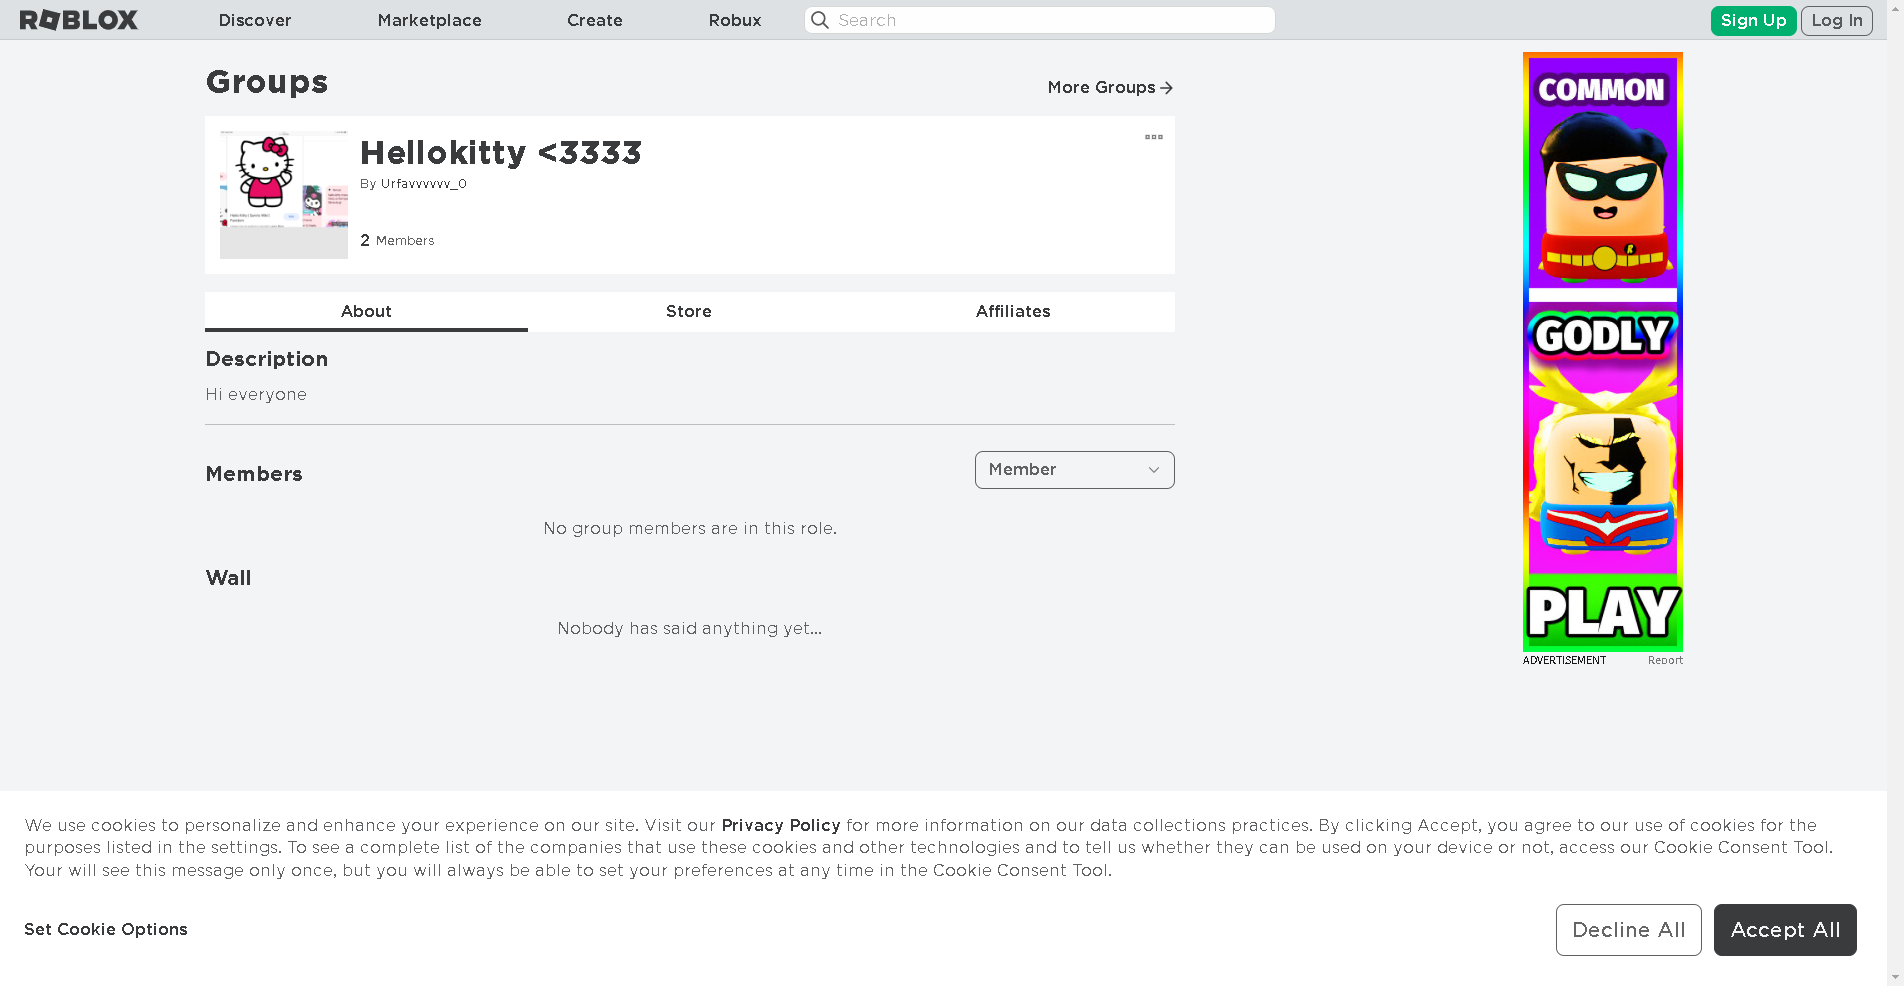 ROBLOX Discover Marketplace Create Robux Search Sign Up Log In
Groups
More Groups
Hellokitty <3333
By Urfavvvvvv_0
2 Members
About Store Affiliates
Description
Hi everyone
Members
Member
No group members are in this role.
Wall
Nobody has said anything yet...
COMMON
GODLY
PLAY
ADVERTISEMENT Report
We use cookies to personalize and enhance your experience on our site. Visit our Privacy Policy for more information on our data collections practices. By clicking Accept, you agree to our use of cookies for the
purposes listed in the settings. To see a complete list of the companies that use these cookies and other technologies and to tell us whether they can be used on your device or not, access our Cookie Consent Tool.
Your will see this message only once, but you will always be able to set your preferences at any time in the Cookie Consent Tool.
Set Cookie Options
Decline All
Accept All